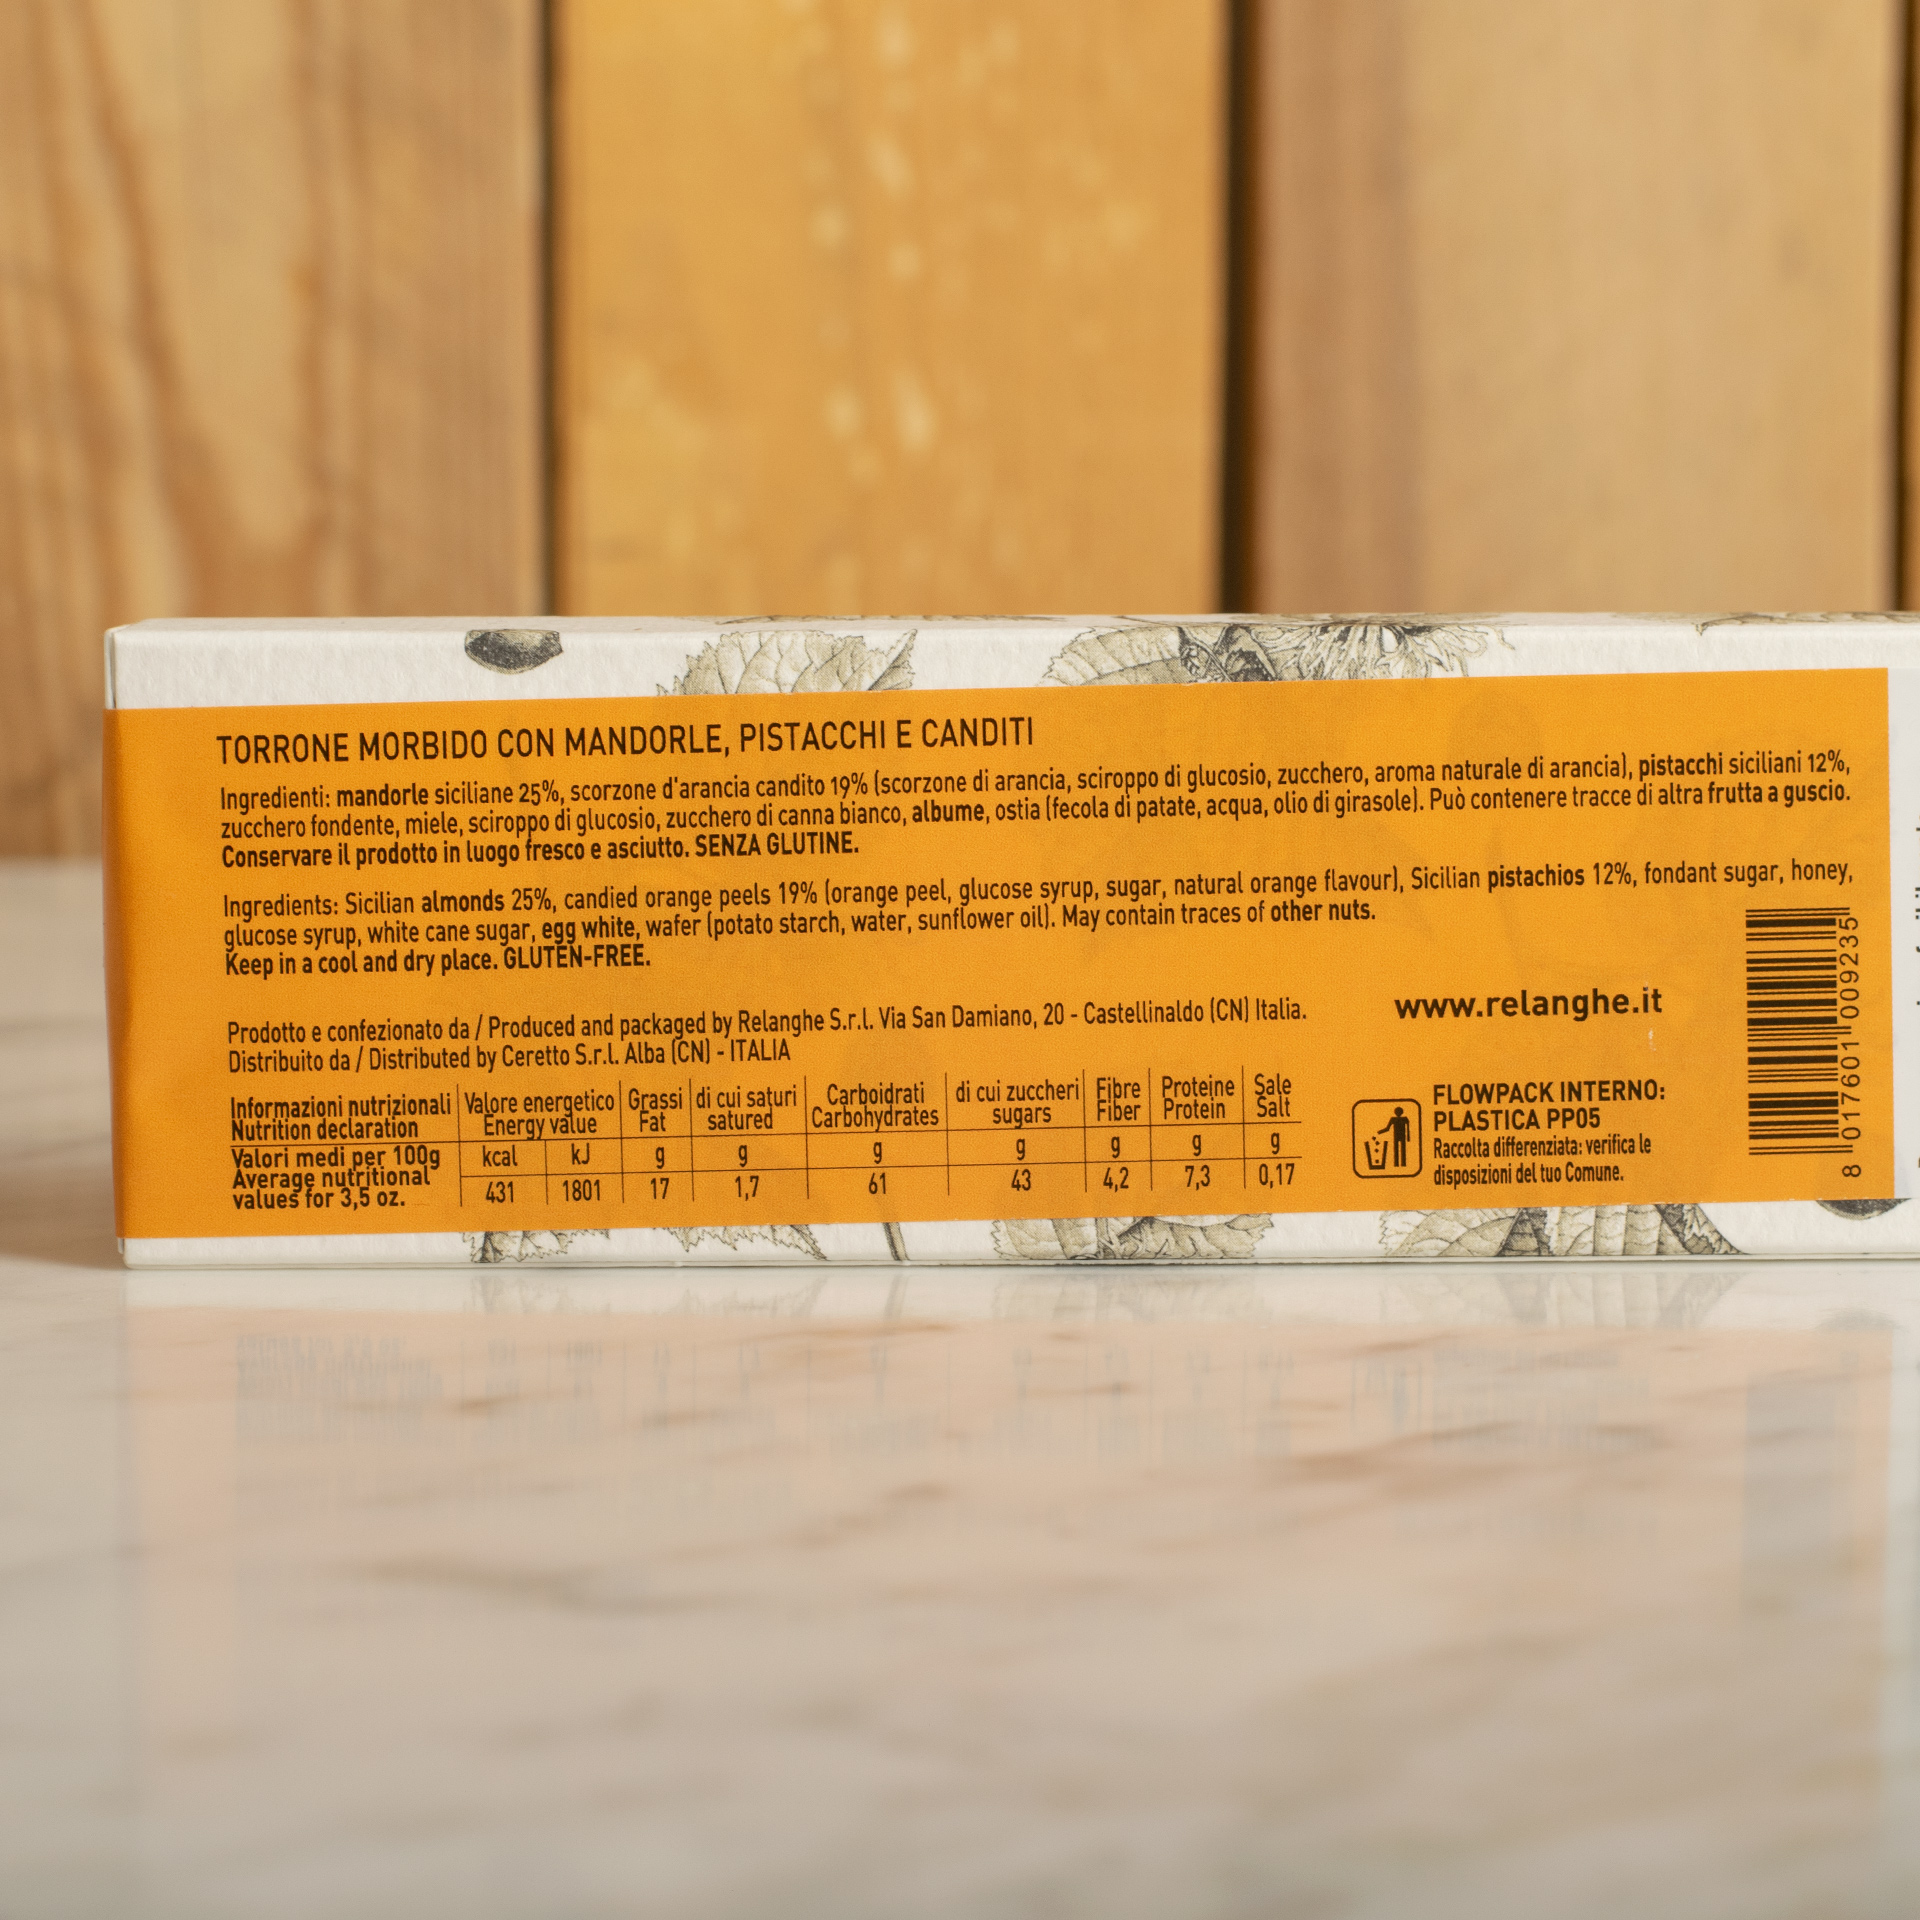 TORRONE MORBIDO CON MANDORLE, PISTACCHI E CANDITI
Ingredienti: mandorle siciliane 25%, scorzone d'arancia candito 19% (scorzone di arancia, sciroppo di glucosio, zucchero, aroma naturale di arancia), pistacchi siciliani 12%,
zucchero fondente, miele, sciroppo di glucosio, zucchero di canna bianco, albume, ostia (fecola di patate, acqua, olio di girasole). Può contenere tracce di altra frutta a guscio.
Conservare il prodotto in luogo fresco e asciutto. SENZA GLUTINE.
Ingredients: Sicilian almonds 25%, candied orange peels 19% (orange peel, glucose syrup, sugar, natural orange flavour), Sicilian pistachios 12%, fondant sugar, honey,
glucose syrup, white cane sugar, egg white, wafer (potato starch, water, sunflower oil). May contain traces of other nuts.
Keep in a cool and dry place. GLUTEN-FREE.
Prodotto e confezionato da / Produced and packaged by Relanghe S.r.l. Via San Damiano, 20 - Castellinaldo (CN) Italia.
Distribuito da / Distributed by Ceretto S.r.l. Alba (CN) - ITALIA
www.relanghe.it
Informazioni nutrizionali Valore energetico Grassi di cui saturi Carboidrati di cui zuccheri Fibre Proteine Sale
Nutrition declaration Energy value Fat satured Carbohydrates sugars Fiber Protein Salt
Valori medi per 100g kcal kJ g g g g g g g
Average nutritional
values for 3,5 oz. 431 1801 17 1,7 61 43 4,2 7,3 0,17
FLOWPACK INTERNO:
PLASTICA PP05
Raccolta differenziata: verifica le
disposizioni del tuo Comune.
8 017601 009235